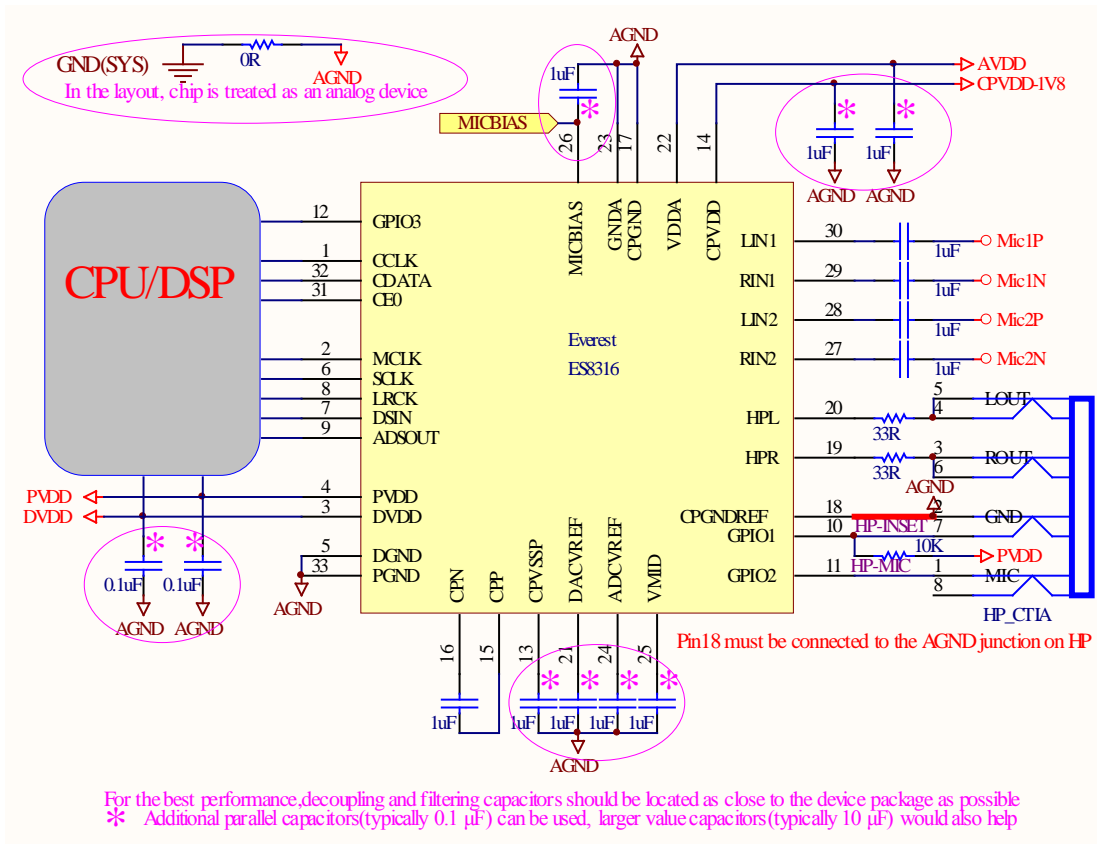 GND(SYS)
0R
AGND
In the layout, chip is treated as an analog device
AGND
1uF
*
MICBIAS
26
23
17
22
14
AVDD
CPVDD-1V8
*
*
1uF
1uF
AGND
AGND
CPU/DSP
12
GPIO3
1
CCLK
32
CDATA
31
CE0
2
MCLK
6
SCLK
8
LRCK
7
DSIN
9
ADSOUT
MICBIAS
GNDA
CPGND
VDDA
CPVDD
Everest
ES8316
LIN1
30
1uF
Mic1P
RIN1
29
1uF
Mic1N
LIN2
28
1uF
Mic2P
RIN2
27
1uF
Mic2N
HPL
20
33R
5
LOUT
4
HPR
19
33R
3
ROUT
6
AGND
CPGNDREF
18
2
GND
HP-INSET
GPIO1
10
7
10K
PVDD
HP-MIC
GPIO2
11
1
MIC
8
HP_CTIA
PVDD
4
PVDD
DVDD
3
DVDD
*
*
0.1uF
0.1uF
AGND
AGND
5
DGND
33
PGND
AGND
CPN
CPP
CPVSSP
DACVREF
ADCVREF
VMID
Pin18 must be connected to the AGND junction on HP
16
15
13
21
24
25
*
*
*
*
1uF
1uF
1uF
1uF
1uF
AGND
For the best performance,decoupling and filtering capacitors should be located as close to the device package as possible
* Additional parallel capacitors(typically 0.1 µF) can be used, larger value capacitors(typically 10 µF) would also help